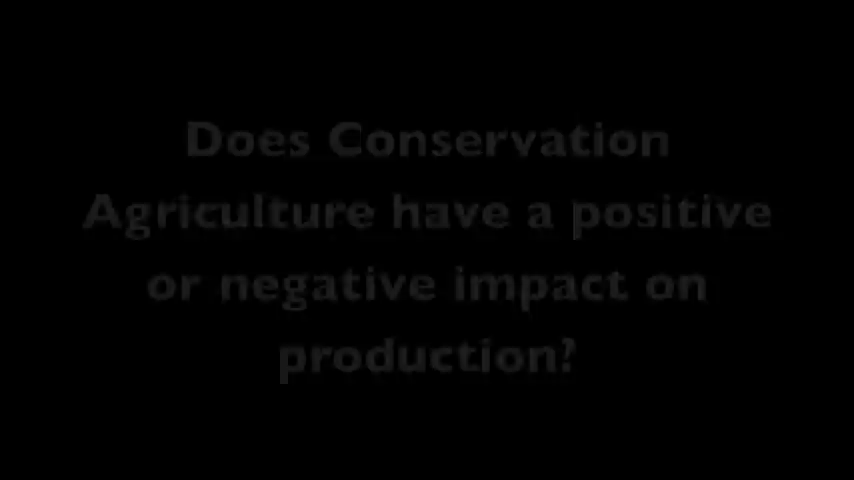 Does Conservation
Agriculture have a positive
or negative impact on
production?